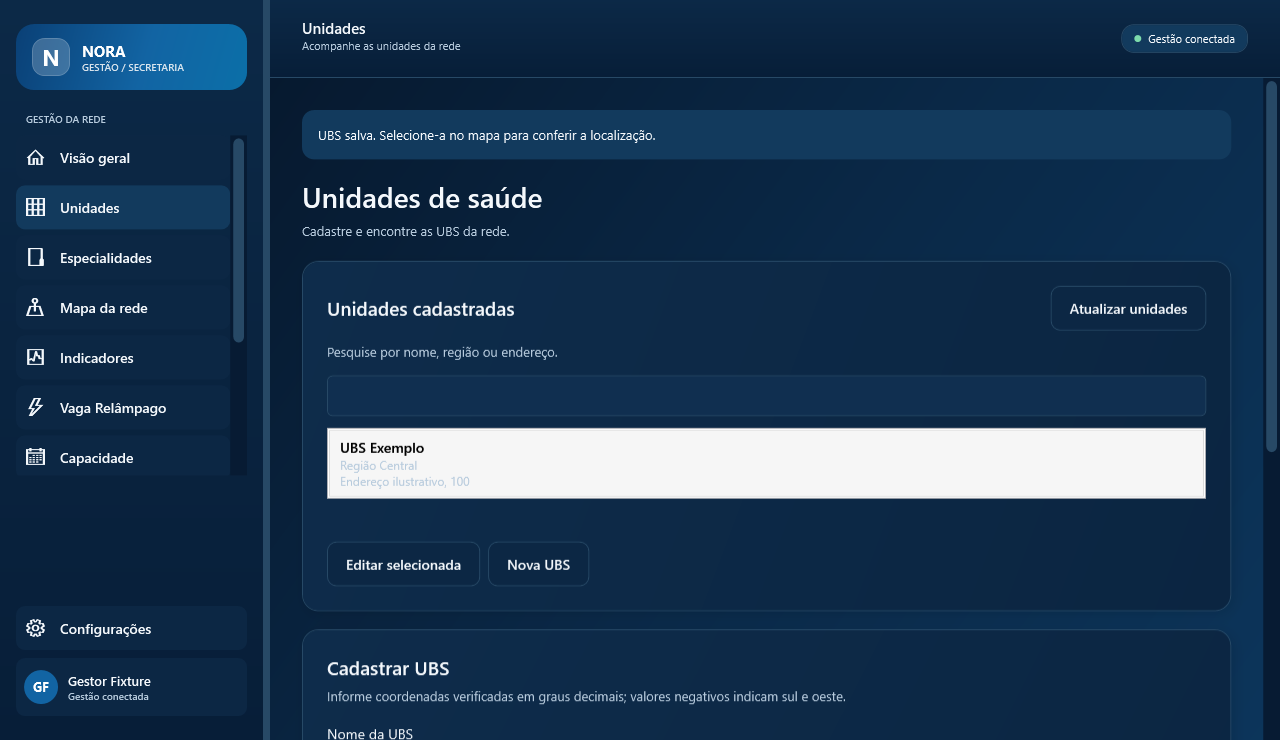 N
NORA
GESTÃO / SECRETARIA
GESTÃO DA REDE
Visão geral
Unidades
Especialidades
Mapa da rede
Indicadores
Vaga Relâmpago
Capacidade
Configurações
GF
Gestor Fixture
Gestão conectada
Unidades
Acompanhe as unidades da rede
Gestão conectada
UBS salva. Selecione-a no mapa para conferir a localização.
Unidades de saúde
Cadastre e encontre as UBS da rede.
Unidades cadastradas
Atualizar unidades
Pesquise por nome, região ou endereço.
UBS Exemplo
Região Central
Endereço ilustrativo, 100
Editar selecionada
Nova UBS
Cadastrar UBS
Informe coordenadas verificadas em graus decimais; valores negativos indicam sul e oeste.
Nome da UBS